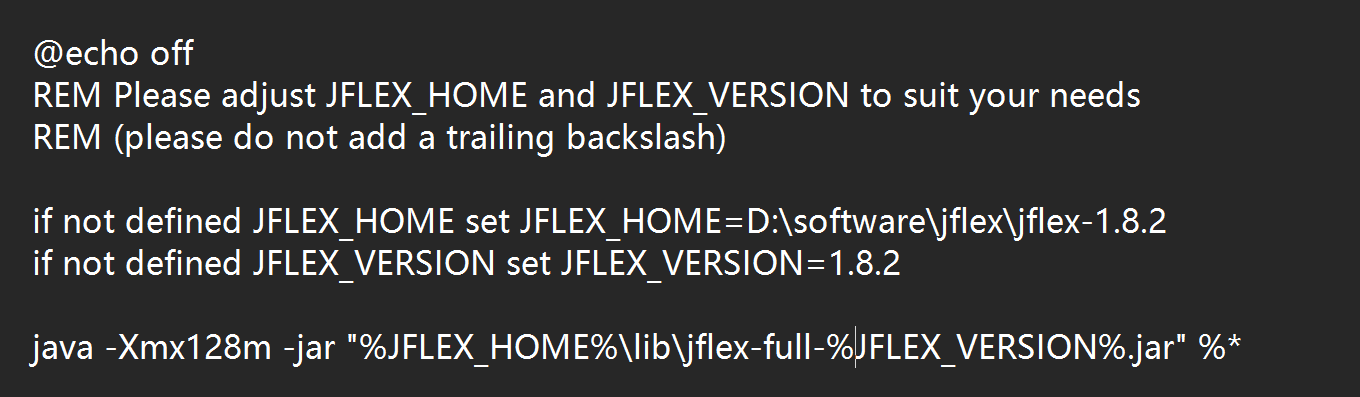 @echo off
REM Please adjust JFLEX_HOME and JFLEX_VERSION to suit your needs
REM (please do not add a trailing backslash)
if not defined JFLEX_HOME set JFLEX_HOME=D:\software\jflex\jflex-1.8.2
if not defined JFLEX_VERSION set JFLEX_VERSION=1.8.2
java -Xmx128m -jar "%JFLEX_HOME%\lib\jflex-full-%JFLEX_VERSION%.jar" %*